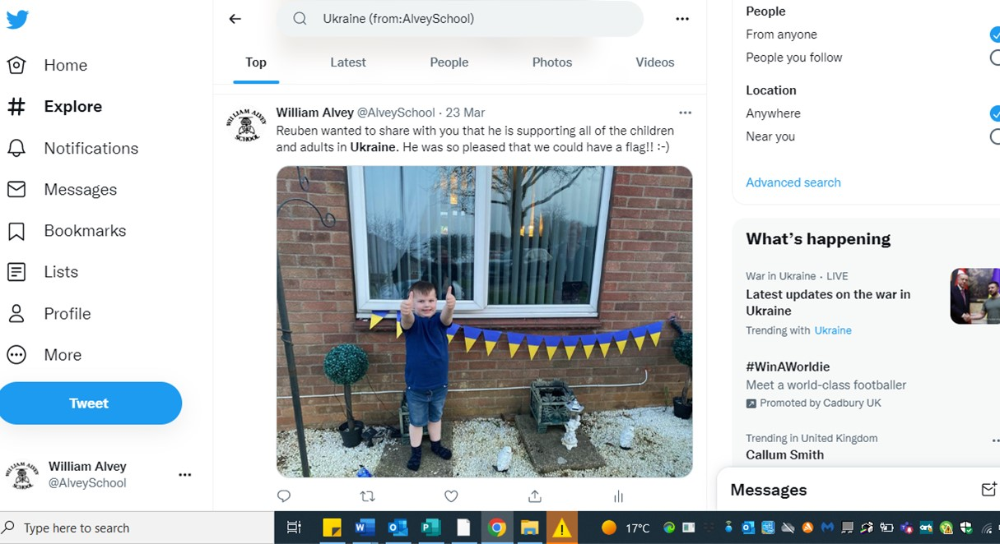 Home
Explore
Notifications
Messages
Bookmarks
Lists
Profile
More
Tweet
William Alvey
@AlveySchool
Ukraine (from:AlveySchool)
Top Latest People Photos Videos
WILLIAM ALVEY SCHOOL
William Alvey @AlveySchool · 23 Mar
Reuben wanted to share with you that he is supporting all of the children
and adults in Ukraine. He was so pleased that we could have a flag!! :-)
People
From anyone
People you follow
Location
Anywhere
Near you
Advanced search
What's happening
War in Ukraine · LIVE
Latest updates on the war in
Ukraine
Trending with Ukraine
#WinAWorldie
Meet a world-class footballer
Promoted by Cadbury UK
Trending in United Kingdom
Callum Smith
Messages
Type here to search
17°C